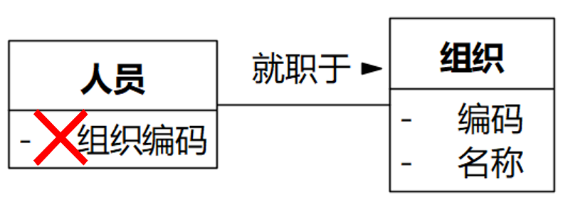 人员
- 组织编码
就职于
组织
- 编码
- 名称